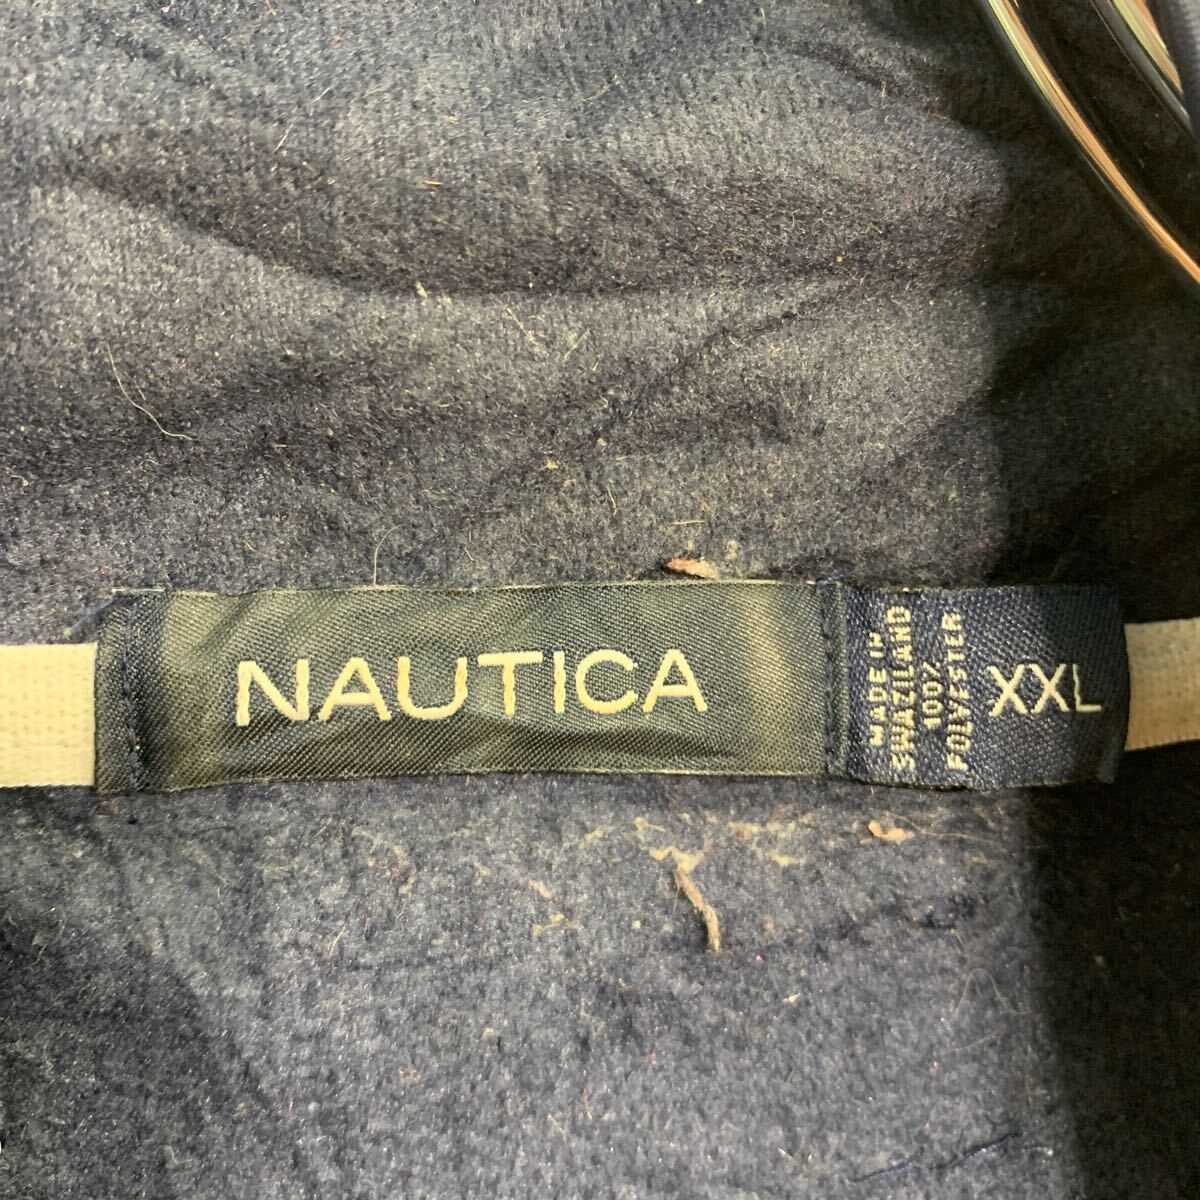 NAUTICA
MADE IN
SWAZILAND
100%
POLYESTER
XXL